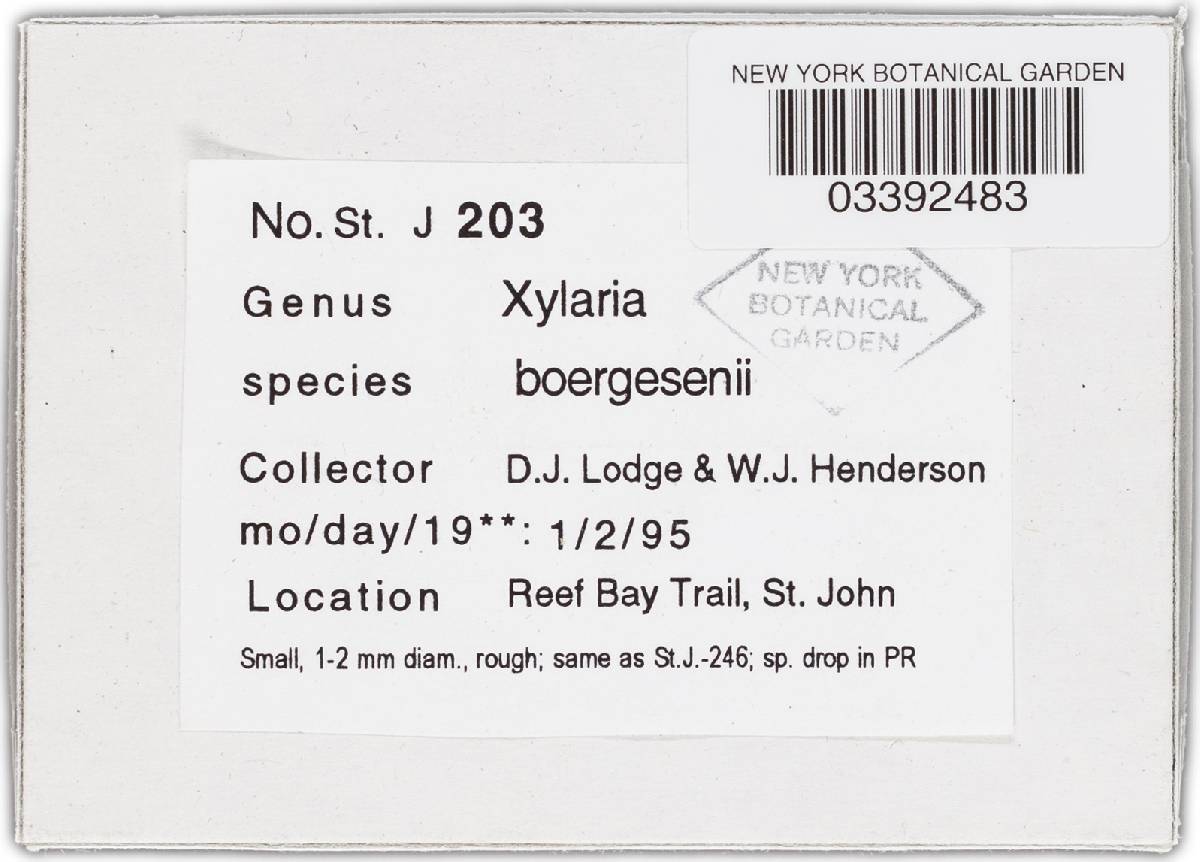 NEW YORK BOTANICAL GARDEN
03392483
No. St. J 203
NEW YORK
BOTANICAL
GARDEN
Genus Xylaria
species boergesenii
Collector D.J. Lodge & W.J. Henderson
mo/day/19**: 1/2/95
Location Reef Bay Trail, St. John
Small, 1-2 mm diam., rough; same as St.J.-246; sp. drop in PR